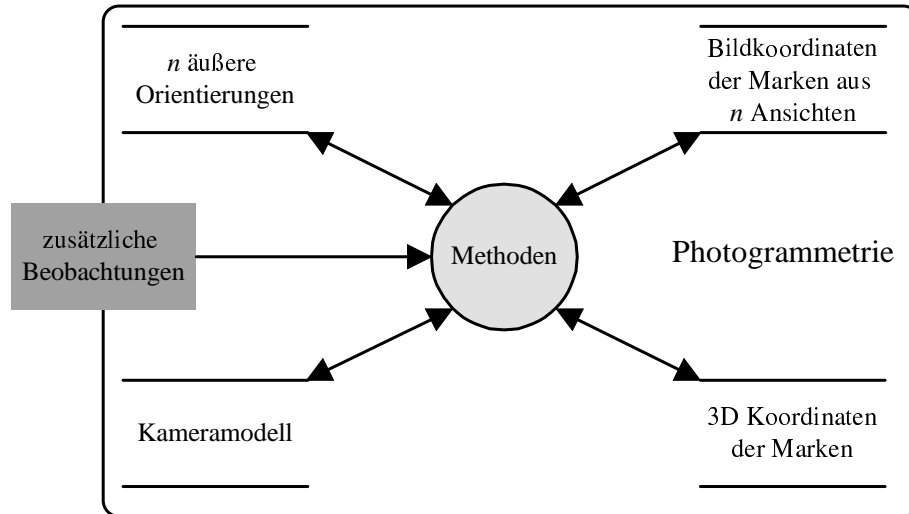 n äußere
Orientierungen
Bildkoordinaten
der Marken aus
n Ansichten
zusätzliche
Beobachtungen
Methoden
Photogrammetrie
Kameramodell
3D Koordinaten
der Marken